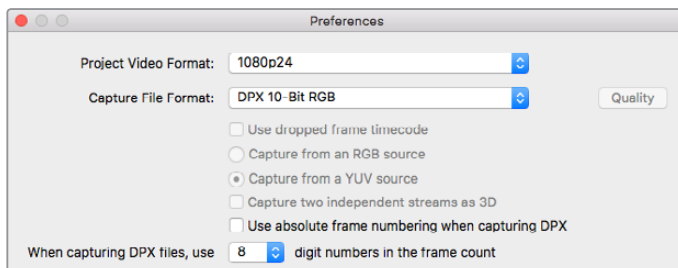 Preferences
Project Video Format: 1080p24
Capture File Format: DPX 10-Bit RGB Quality
Use dropped frame timecode
Capture from an RGB source
Capture from a YUV source
Capture two independent streams as 3D
Use absolute frame numbering when capturing DPX
When capturing DPX files, use 8 digit numbers in the frame count